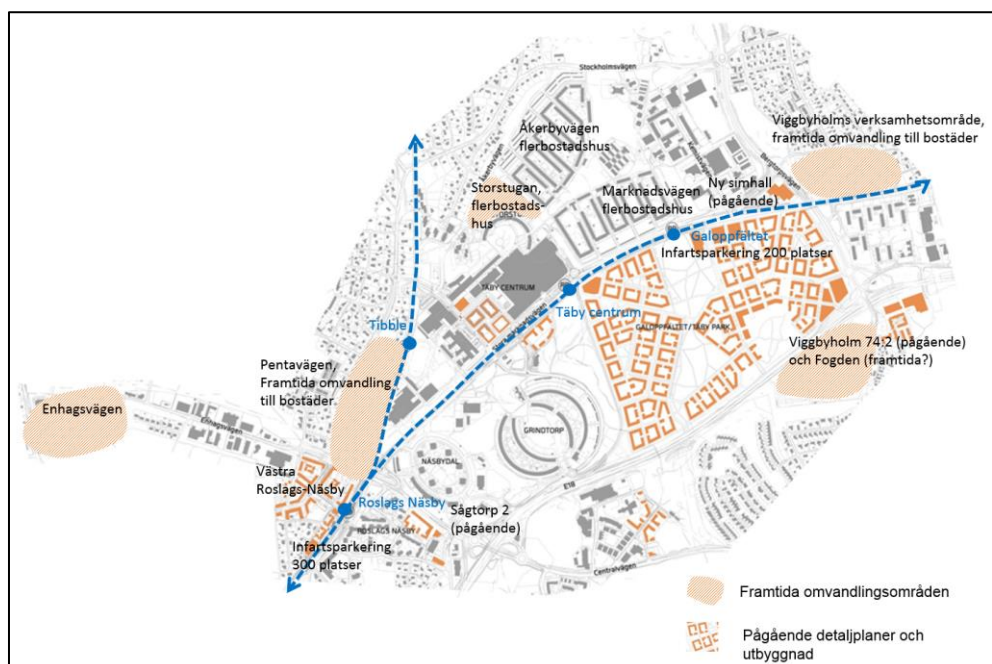 Stockholmsvägen
Åkerbyvägen
flerbostadshus
Viggbyholms verksamhetsområde,
framtida omvandling till bostäder
Åkerbyvägen
Storstugan,
flerbostads-
hus
Marknadsvägen
flerbostadshus
Ny simhall
(pågående)
Bergtorpsvägen
Galoppfältet
Infartsparkering 200 platser
TÄBY CENTRUM
Täby centrum
Tibble
GALOPPFÄLTET/TÄBY PARK
Viggbyholm 74:2 (pågående)
och Fogden (framtida?)
Pentavägen,
Framtida omvandling
till bostäder
Enhagsvägen
Enhagsvägen
GRINDTORP
NÄSBYDAL
E18
Västra
Roslags-Näsby
Roslags Näsby
Sågtorp 2
(pågående)
ROSLAGS NÄSBY
Infartsparkering
300 platser
Centralvägen
Framtida omvandlingsområden
Pågående detaljplaner och
utbyggnad